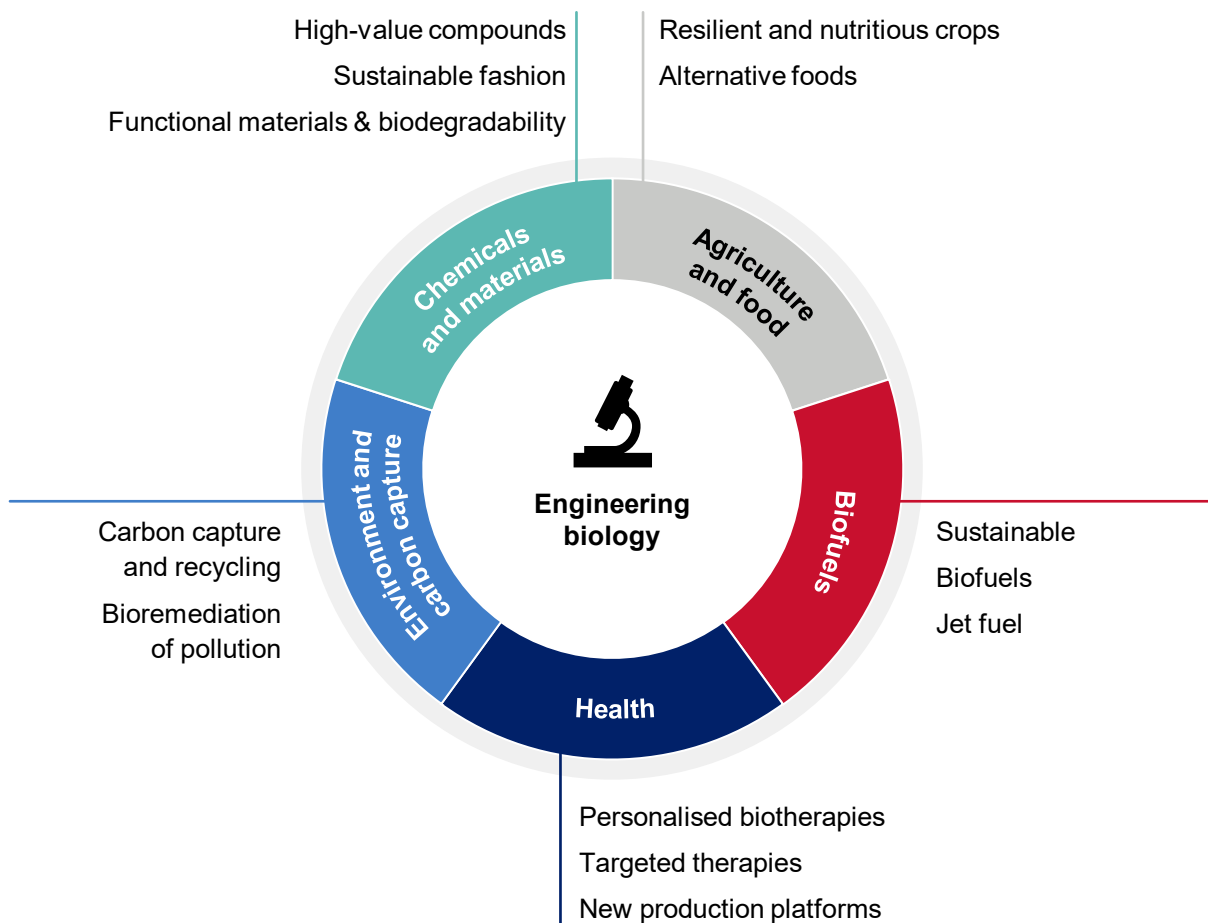 High-value compounds
Sustainable fashion
Functional materials & biodegradability
Resilient and nutritious crops
Alternative foods
Chemicals
and materials
Agriculture
and food
Environment and
carbon capture
Engineering
biology
Biofuels
Carbon capture
and recycling
Bioremediation
of pollution
Sustainable
Biofuels
Jet fuel
Health
Personalised biotherapies
Targeted therapies
New production platforms